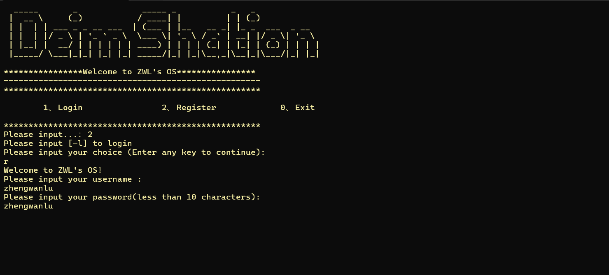 *****************Welcome to ZWL's OS****************
----------------------------------------------------
****************************************************
1、Login 2、Register 0、Exit
****************************************************
Please input....: 2
Please input [-l] to login
Please input your choice (Enter any key to continue):
r
Welcome to ZWL's OS!
Please input your username :
zhengwanlu
Please input your password(less than 10 characters):
zhengwanlu